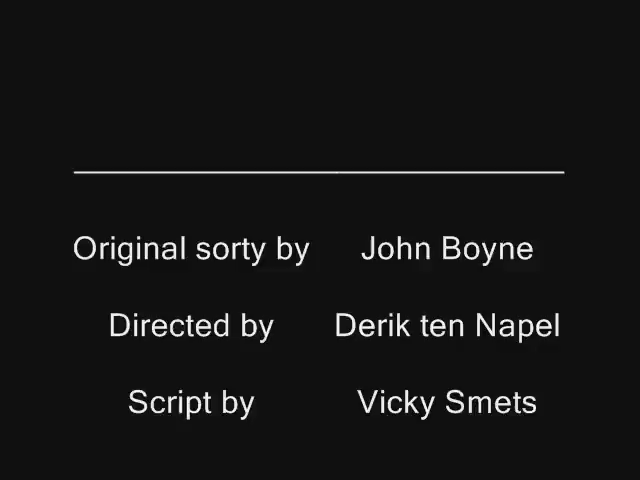 Original sorty by John Boyne
Directed by Derik ten Napel
Script by Vicky Smets